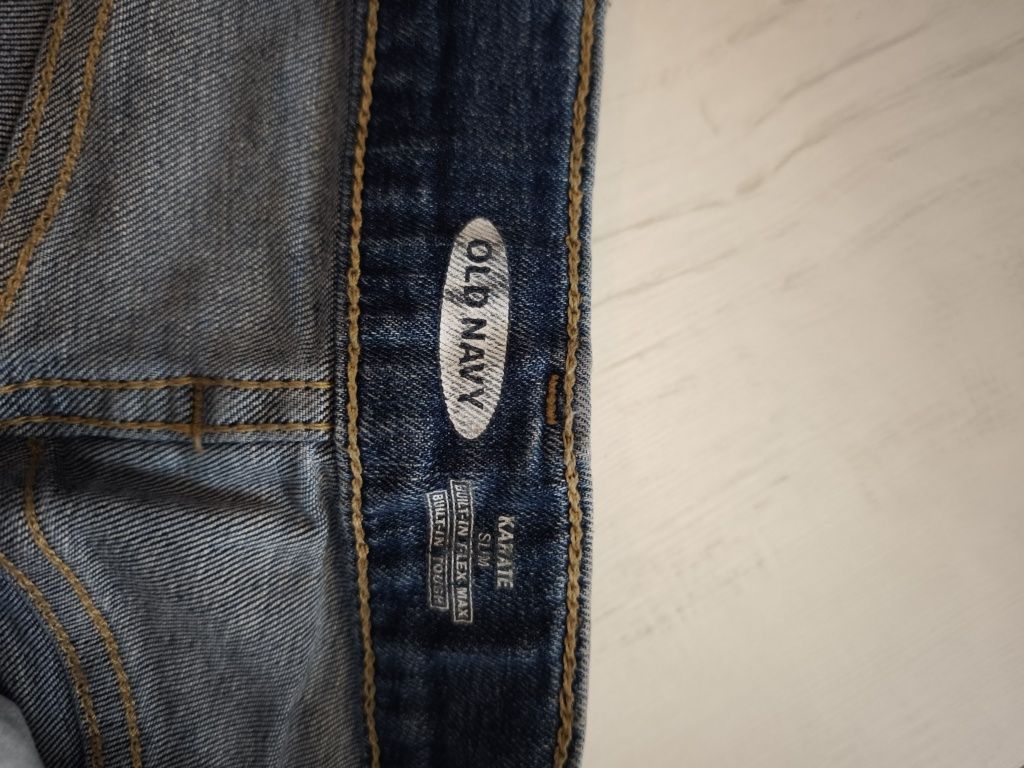 OLD NAVY
KARATE
SLIM
BUILT-IN FLEX MAX
BUILT-IN TOUGH